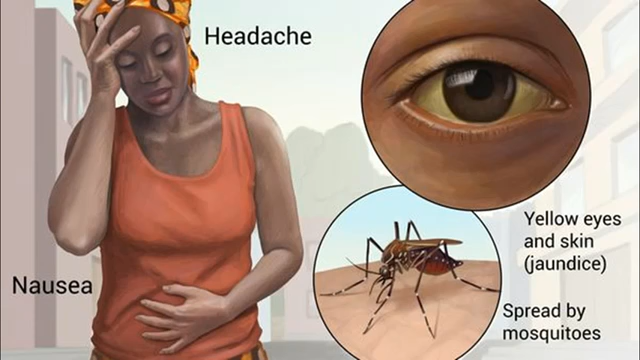 Headache
Nausea
Yellow eyes
and skin
(jaundice)
Spread by
mosquitoes